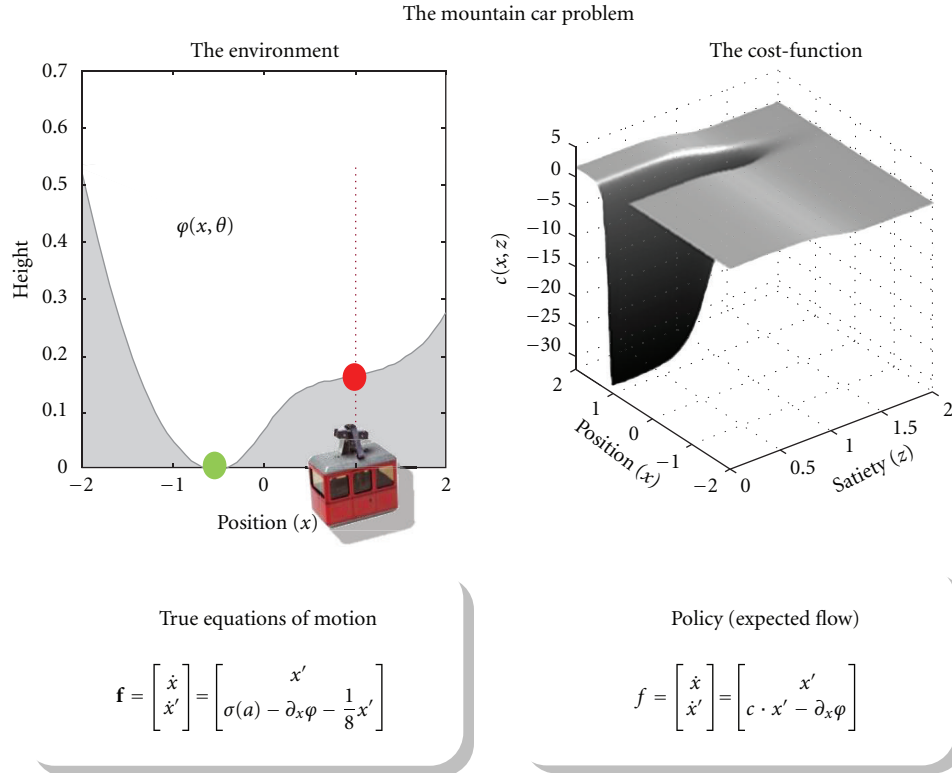 The mountain car problem
The environment
0.7
0.6
0.5
0.4
0.3
0.2
0.1
0
Height
φ(x, θ)
−2 −1 0 1 2
Position (x)
The cost-function
5
0
−5
−10
−15
−20
−25
−30
c(x, z)
2
1
0
−1
−2
Position (x)
0
0.5
1
1.5
2
Satiety (z)
True equations of motion
f = [ẋ ẋ′] = [x′ σ(a) − ∂ₓφ − 1/8 x′]
Policy (expected flow)
f = [ẋ ẋ′] = [x′ c · x′ − ∂ₓφ]